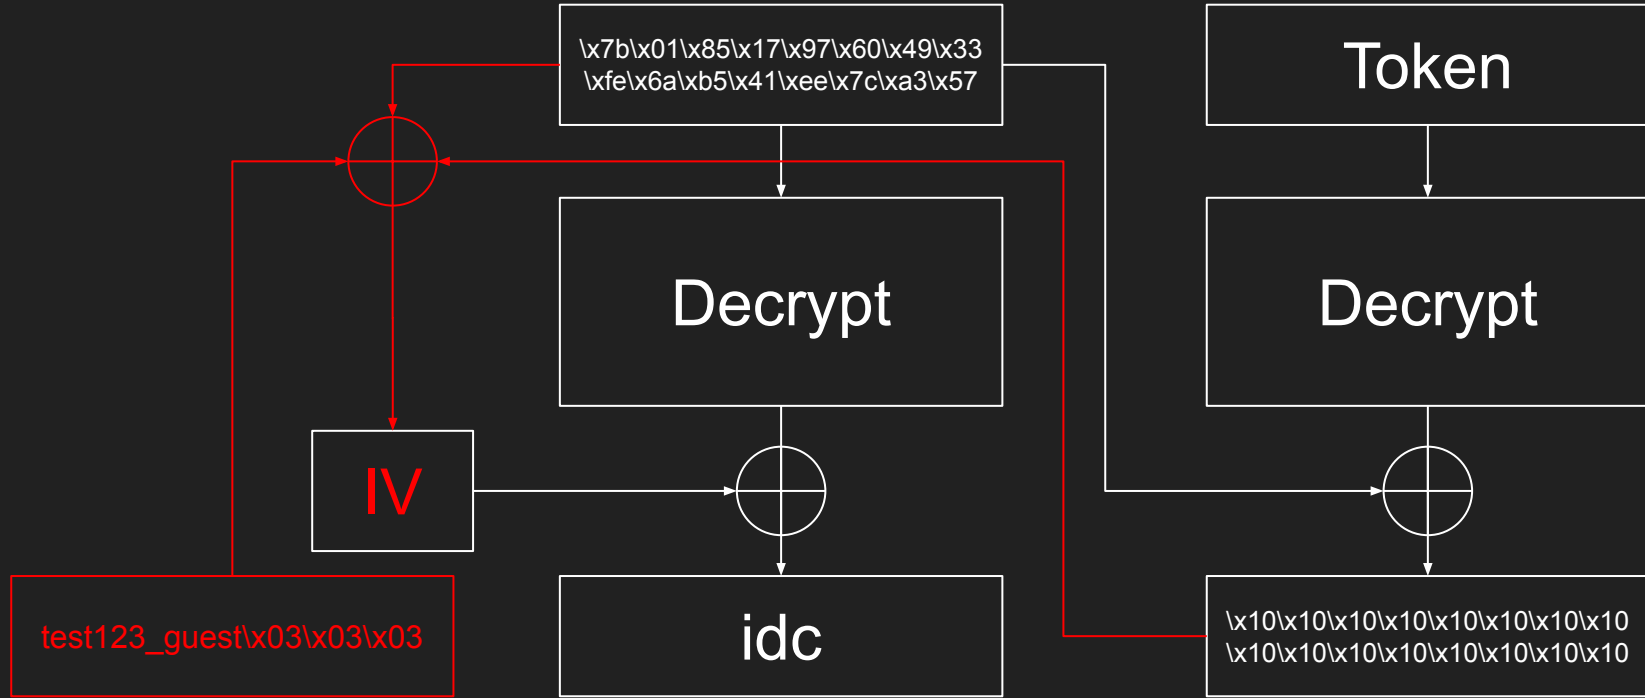 \x7b\x01\x85\x17\x97\x60\x49\x33
\xfe\x6a\xb5\x41\xee\x7c\xa3\x57
Token
Decrypt
Decrypt
IV
test123_guest\x03\x03\x03
idc
\x10\x10\x10\x10\x10\x10\x10\x10
\x10\x10\x10\x10\x10\x10\x10\x10